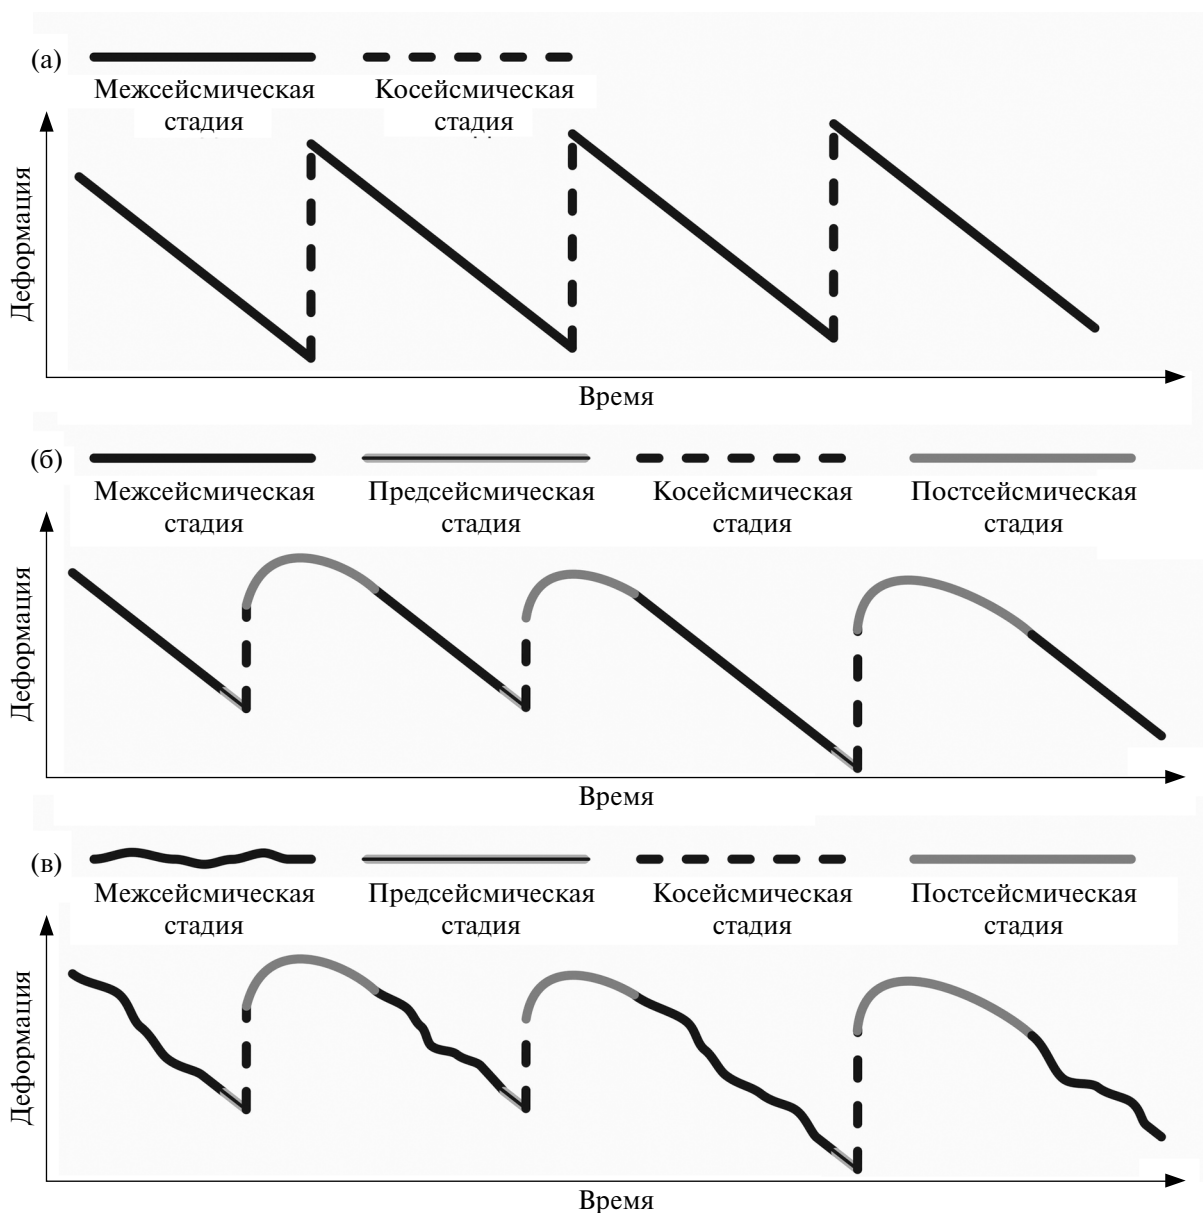 (а)
Межсейсмическая
стадия
Косейсмическая
стадия
Деформация
Время
(б)
Межсейсмическая
стадия
Предсейсмическая
стадия
Косейсмическая
стадия
Постсейсмическая
стадия
Деформация
Время
(в)
Межсейсмическая
стадия
Предсейсмическая
стадия
Косейсмическая
стадия
Постсейсмическая
стадия
Деформация
Время